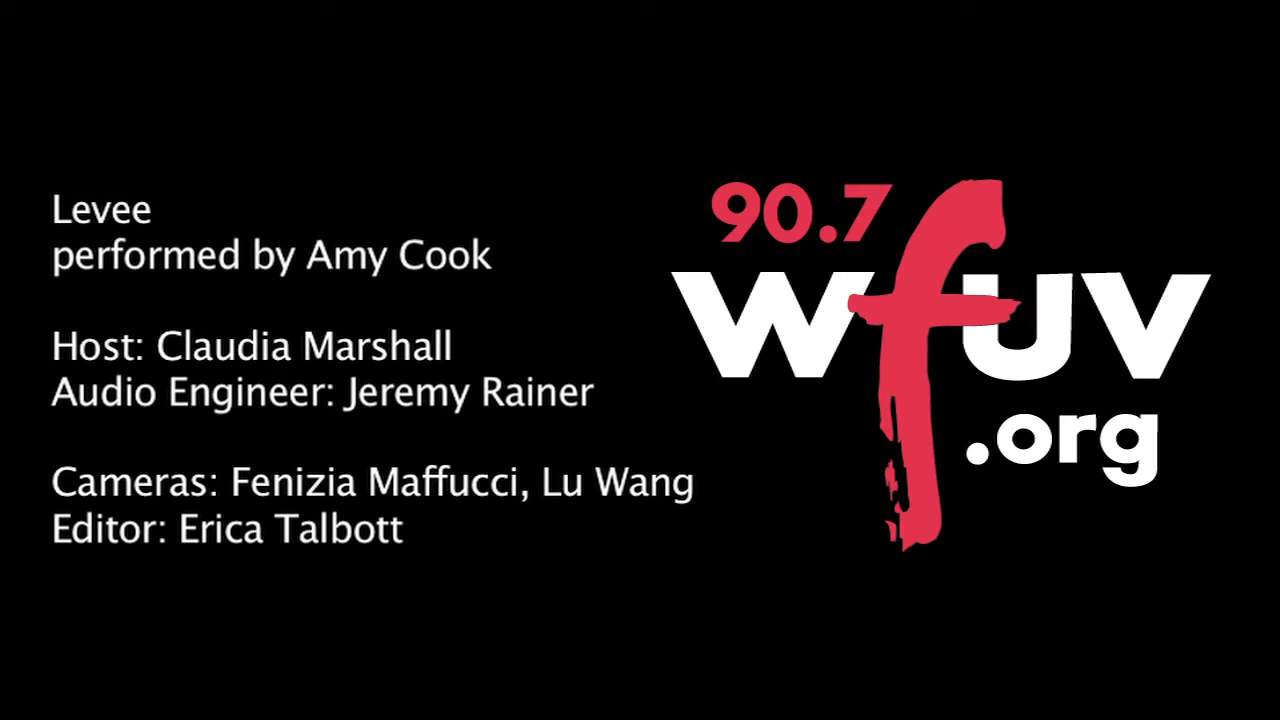 Levee
performed by Amy Cook
Host: Claudia Marshall
Audio Engineer: Jeremy Rainer
Cameras: Fenizia Maffucci, Lu Wang
Editor: Erica Talbott
90.7
wfuv
.org